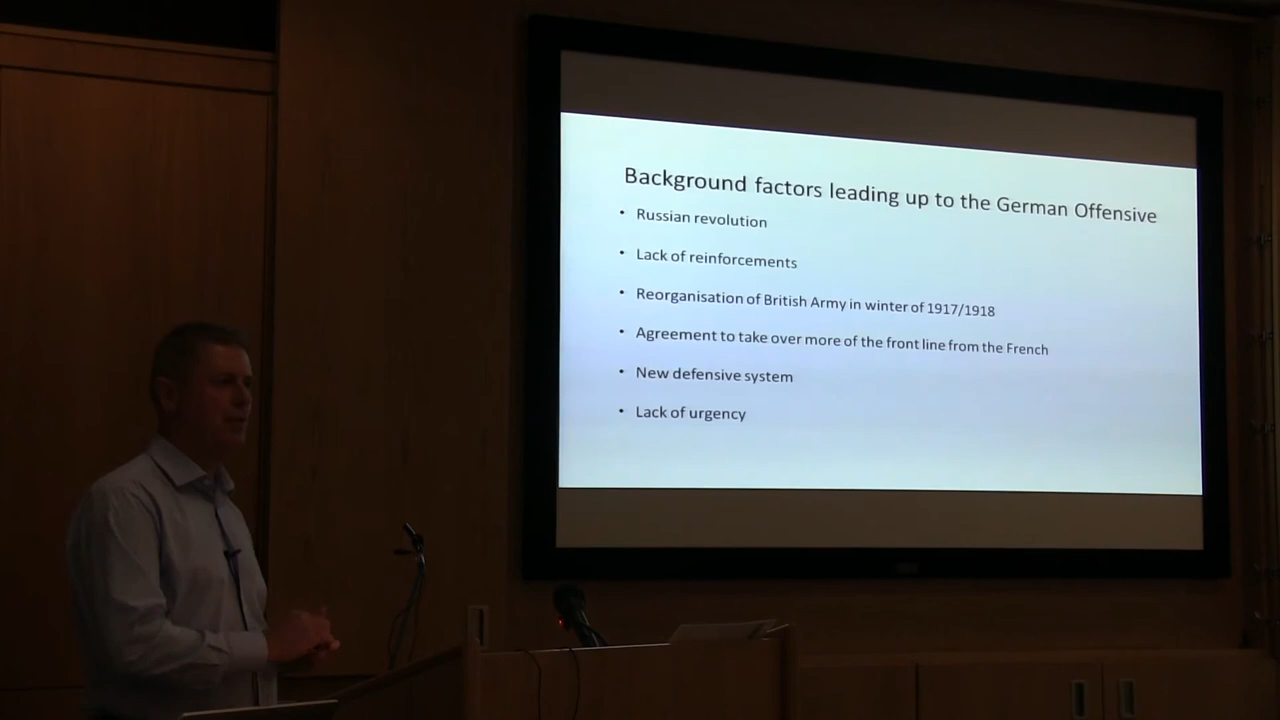 Background factors leading up to the German Offensive
• Russian revolution
• Lack of reinforcements
• Reorganisation of British Army in winter of 1917/1918
• Agreement to take over more of the front line from the French
• New defensive system
• Lack of urgency